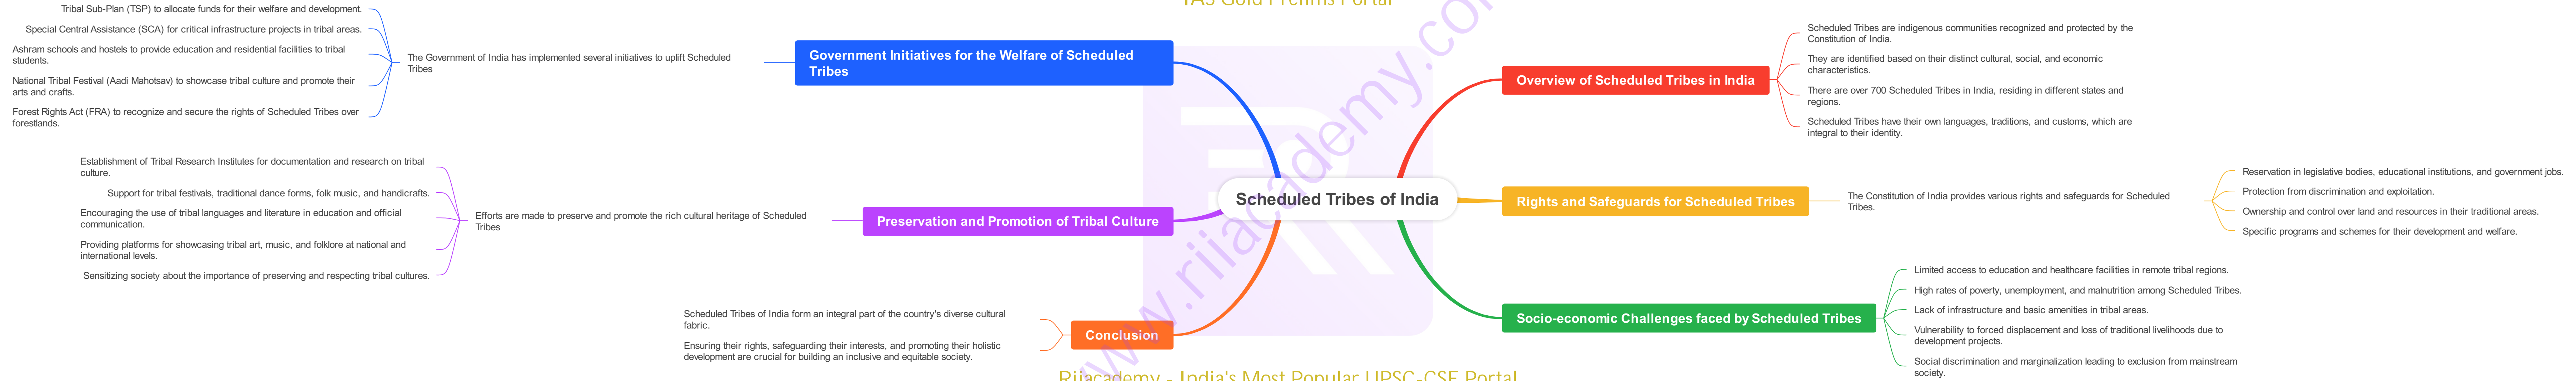 IAS Gold Prelims Portal
Scheduled Tribes of India
Overview of Scheduled Tribes in India
Scheduled Tribes are indigenous communities recognized and protected by the
Constitution of India.
They are identified based on their distinct cultural, social, and economic
characteristics.
There are over 700 Scheduled Tribes in India, residing in different states and
regions.
Scheduled Tribes have their own languages, traditions, and customs, which are
integral to their identity.
Rights and Safeguards for Scheduled Tribes
The Constitution of India provides various rights and safeguards for Scheduled
Tribes.
Reservation in legislative bodies, educational institutions, and government jobs.
Protection from discrimination and exploitation.
Ownership and control over land and resources in their traditional areas.
Specific programs and schemes for their development and welfare.
Socio-economic Challenges faced by Scheduled Tribes
Limited access to education and healthcare facilities in remote tribal regions.
High rates of poverty, unemployment, and malnutrition among Scheduled Tribes.
Lack of infrastructure and basic amenities in tribal areas.
Vulnerability to forced displacement and loss of traditional livelihoods due to
development projects.
Social discrimination and marginalization leading to exclusion from mainstream
society.
Government Initiatives for the Welfare of Scheduled
Tribes
The Government of India has implemented several initiatives to uplift Scheduled
Tribes
Tribal Sub-Plan (TSP) to allocate funds for their welfare and development.
Special Central Assistance (SCA) for critical infrastructure projects in tribal areas.
Ashram schools and hostels to provide education and residential facilities to tribal
students.
National Tribal Festival (Aadi Mahotsav) to showcase tribal culture and promote their
arts and crafts.
Forest Rights Act (FRA) to recognize and secure the rights of Scheduled Tribes over
forestlands.
Preservation and Promotion of Tribal Culture
Efforts are made to preserve and promote the rich cultural heritage of Scheduled
Tribes
Establishment of Tribal Research Institutes for documentation and research on tribal
culture.
Support for tribal festivals, traditional dance forms, folk music, and handicrafts.
Encouraging the use of tribal languages and literature in education and official
communication.
Providing platforms for showcasing tribal art, music, and folklore at national and
international levels.
Sensitizing society about the importance of preserving and respecting tribal cultures.
Conclusion
Scheduled Tribes of India form an integral part of the country's diverse cultural
fabric.
Ensuring their rights, safeguarding their interests, and promoting their holistic
development are crucial for building an inclusive and equitable society.
www.riiacademy.com
Riiacademy - India's Most Popular UPSC-CSE Portal